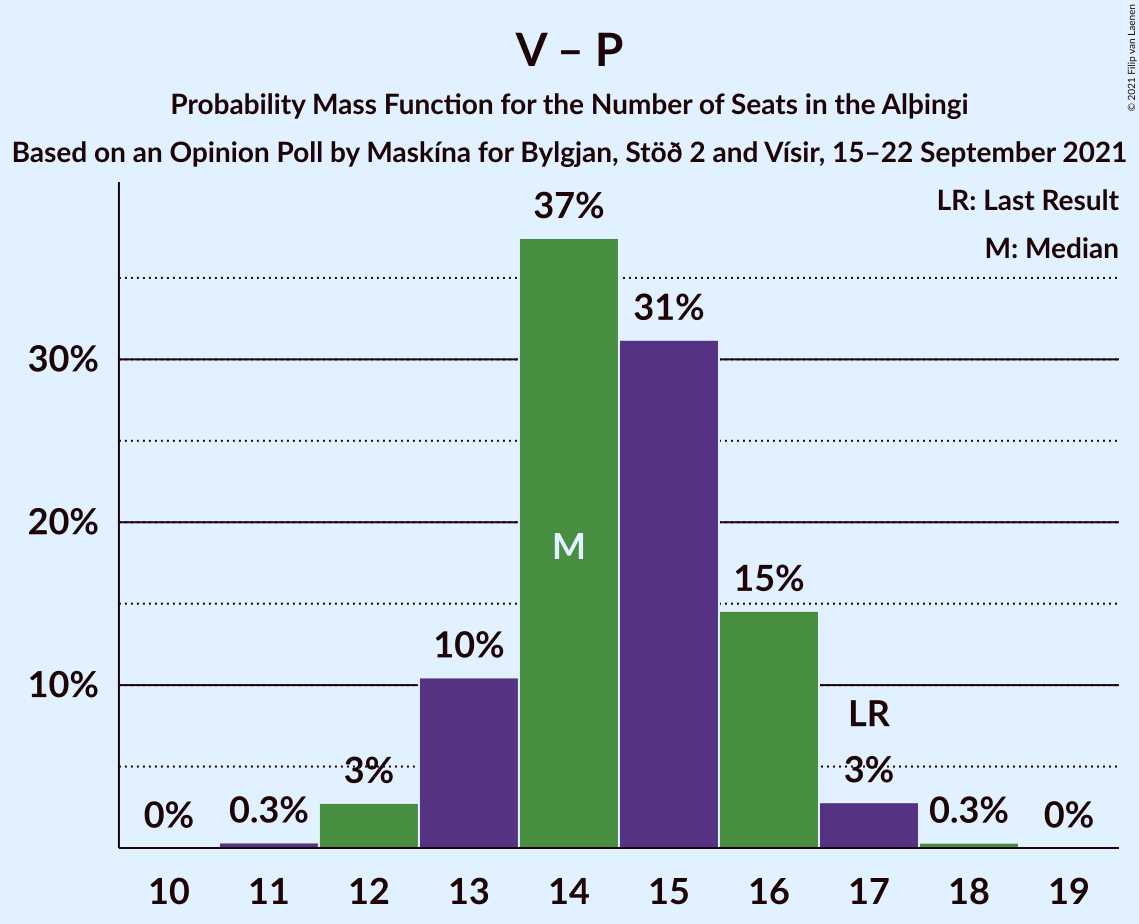 V – P
Probability Mass Function for the Number of Seats in the Alþingi
Based on an Opinion Poll by Maskína for Bylgjan, Stöð 2 and Vísir, 15–22 September 2021
© 2021 Filip van Laenen
LR: Last Result
M: Median
37%
31%
30%
20%
M
15%
10%
10%
LR
3%
3%
0%
0.3%
0.3%
0%
10 11 12 13 14 15 16 17 18 19